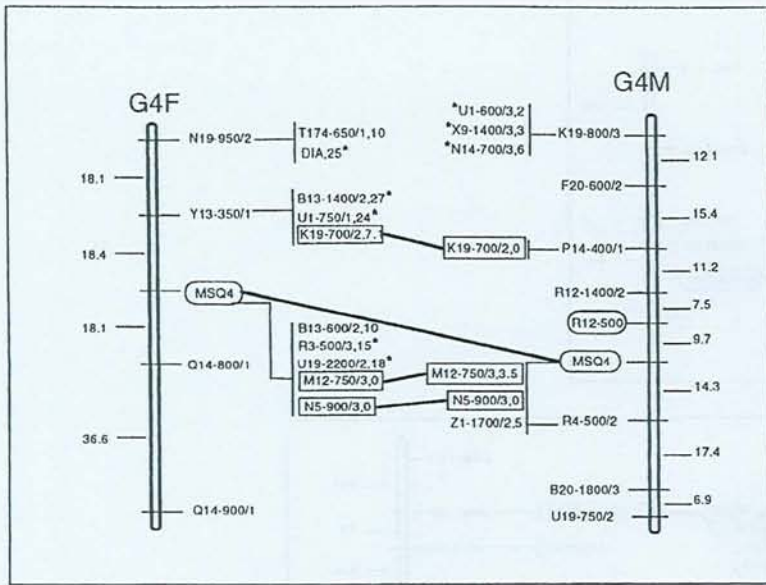 G4F
N19-950/2
T174-650/1,10
DIA,25*
18.1
Y13-350/1
B13-1400/2,27*
U1-750/1,24*
K19-700/2,7.
18.4
MSQ4
18.1
B13-600/2,10
R3-500/3,15*
U19-2200/2,18*
M12-750/3,0
N5-900/3,0
Q14-800/1
36.6
Q14-900/1
G4M
*U1-600/3,2
*X9-1400/3,3
*N14-700/3,6
K19-800/3
12.1
F20-600/2
15.4
K19-700/2,0
P14-400/1
11.2
R12-1400/2
7.5
R12-500
9.7
MSQ4
M12-750/3,3.5
14.3
N5-900/3,0
Z1-1700/2,5
R4-500/2
17.4
B20-1800/3
6.9
U19-750/2